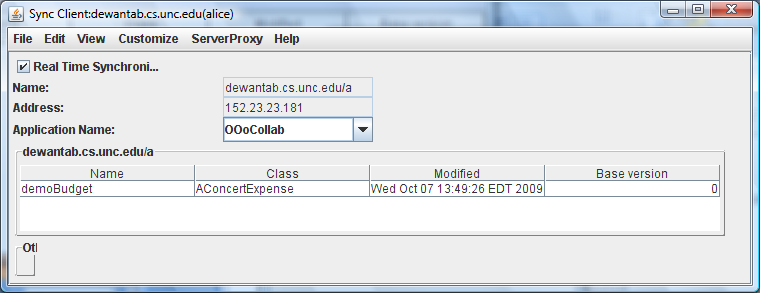 Sync Client:dewantab.cs.unc.edu(alice)
File Edit View Customize ServerProxy Help
Real Time Synchroni...
Name: dewantab.cs.unc.edu/a
Address: 152.23.23.181
Application Name: OOoCollab
dewantab.cs.unc.edu/a
Name Class Modified Base version
demoBudget AConcertExpense Wed Oct 07 13:49:26 EDT 2009 0